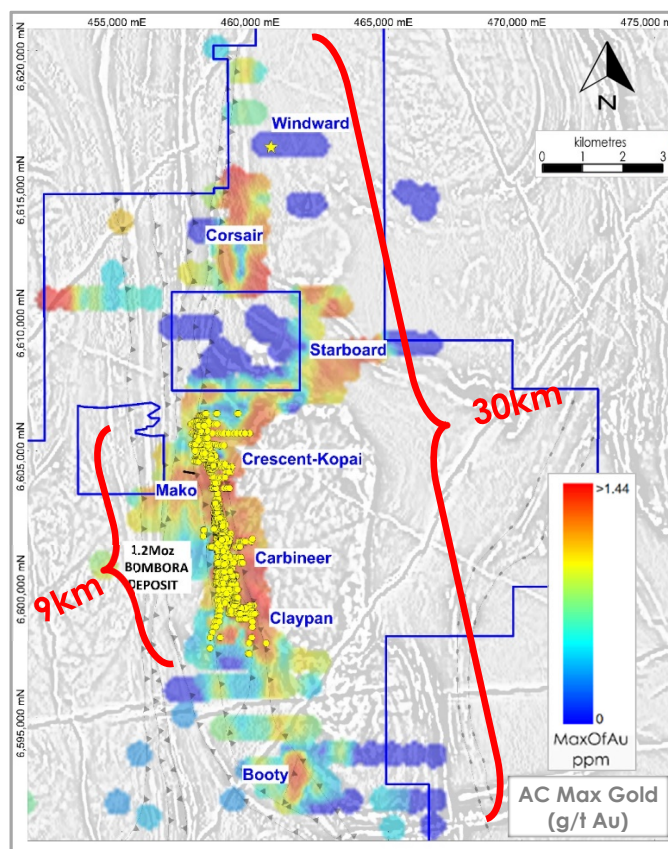 455,000 mE
460,000 mE
465,000 mE
470,000 mE
475,000 m
6,620,000 mN
N
kilometres
0 1 2 3
Windward
6,615,000 mN
Corsair
6,610,000 mN
Starboard
30km
6,605,000 mN
Crescent-Kopai
Mako
>1.44
1.2Moz
BOMBORA
DEPOSIT
9km
Carbineer
6,600,000 mN
Claypan
0
MaxOfAu
ppm
6,595,000 mN
Booty
AC Max Gold
(g/t Au)